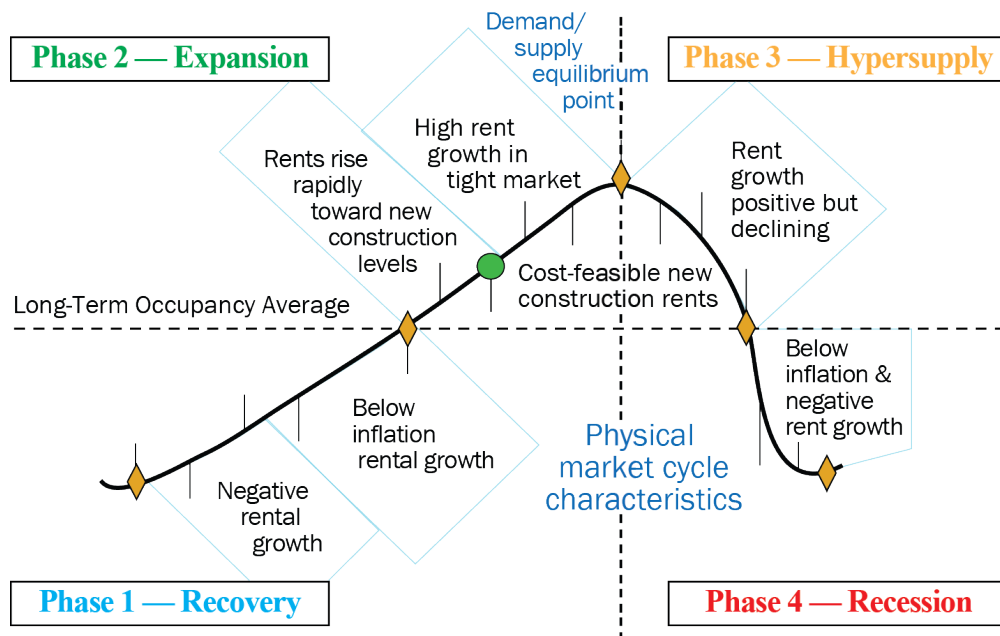 Phase 2 — Expansion
Demand/
supply
equilibrium
point
Phase 3 — Hypersupply
High rent
growth in
tight market
Rents rise
rapidly
toward new
construction
levels
Rent
growth
positive but
declining
Cost-feasible new
construction rents
Long-Term Occupancy Average
Below
inflation &
negative
rent growth
Below
inflation
rental growth
Physical
market cycle
characteristics
Negative
rental
growth
Phase 1 — Recovery
Phase 4 — Recession